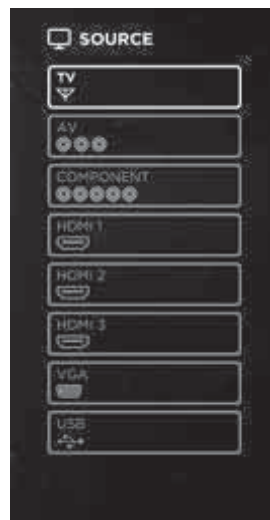 SOURCE
TV
AV
COMPONENT
HDMI 1
HDMI 2
HDMI 3
VGA
USB